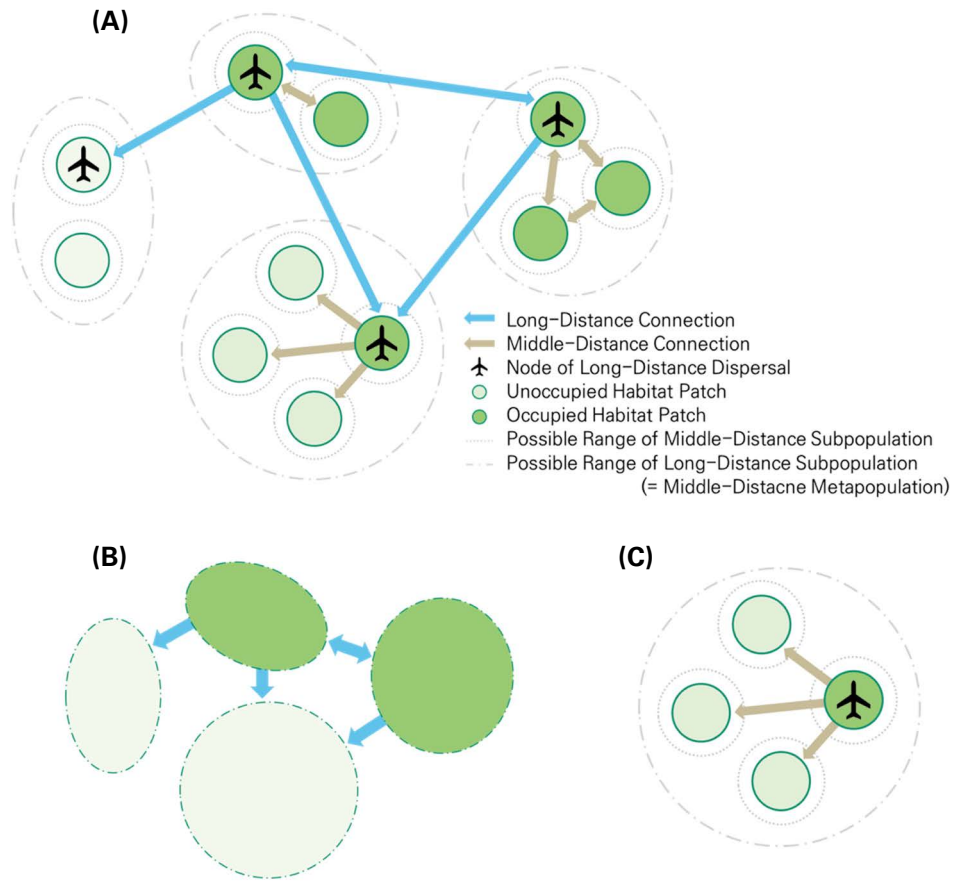 (A)
Long-Distance Connection
Middle-Distance Connection
Node of Long-Distance Dispersal
Unoccupied Habitat Patch
Occupied Habitat Patch
Possible Range of Middle-Distance Subpopulation
Possible Range of Long-Distance Subpopulation
(= Middle-Distacne Metapopulation)
(B)
(C)